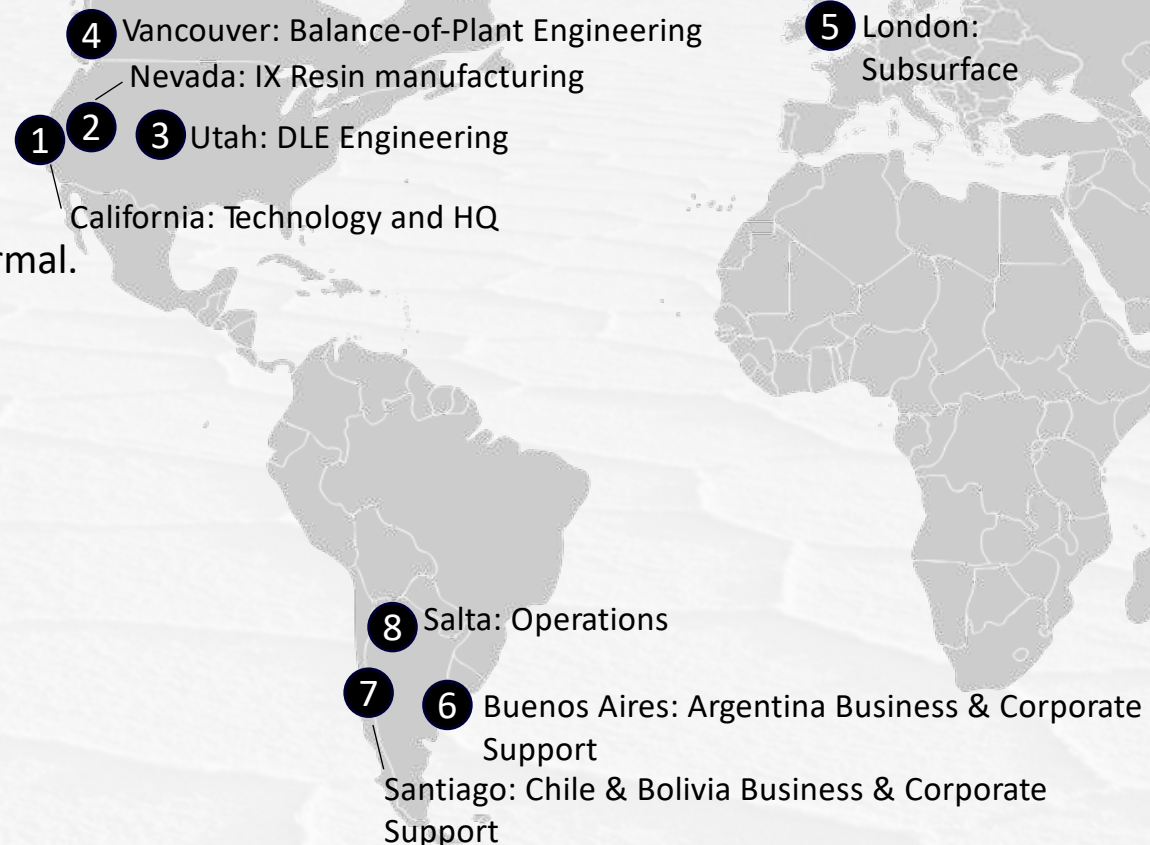 4 Vancouver: Balance-of-Plant Engineering
5 London:
Subsurface
Nevada: IX Resin manufacturing
1 2 3 Utah: DLE Engineering
California: Technology and HQ
rmal.
8 Salta: Operations
7
6 Buenos Aires: Argentina Business & Corporate
Support
Santiago: Chile & Bolivia Business & Corporate
Support